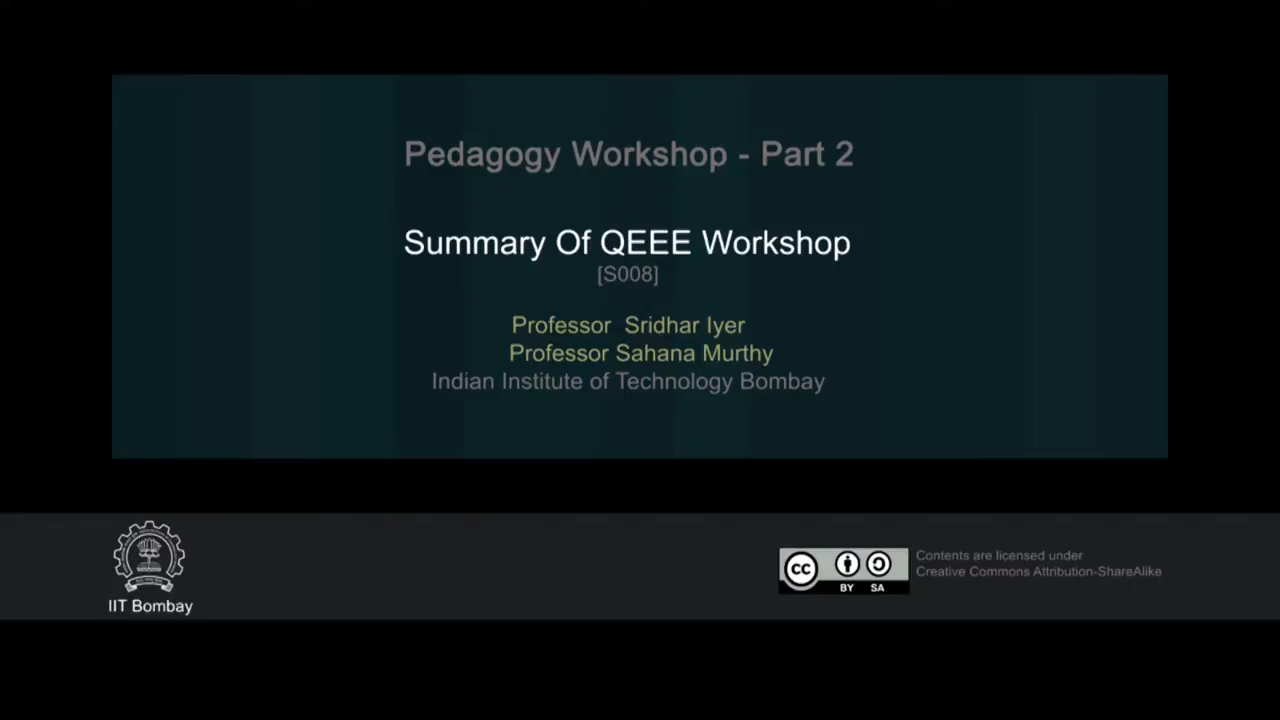 Pedagogy Workshop - Part 2
Summary Of QEEE Workshop
[S008]
Professor Sridhar Iyer
Professor Sahana Murthy
Indian Institute of Technology Bombay
IIT Bombay
cc
BY SA
Contents are licensed under
Creative Commons Attribution-ShareAlike